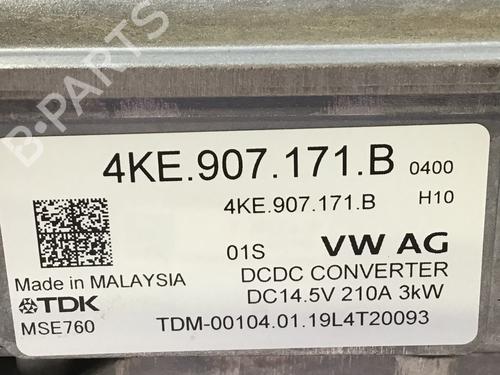 B-PARTS
4KE.907.171.B 0400
4KE.907.171.B H10
01S VW AG
Made in MALAYSIA DCDC CONVERTER
TDK DC14.5V 210A 3kW
MSE760 TDM-00104.01.19L4T20093